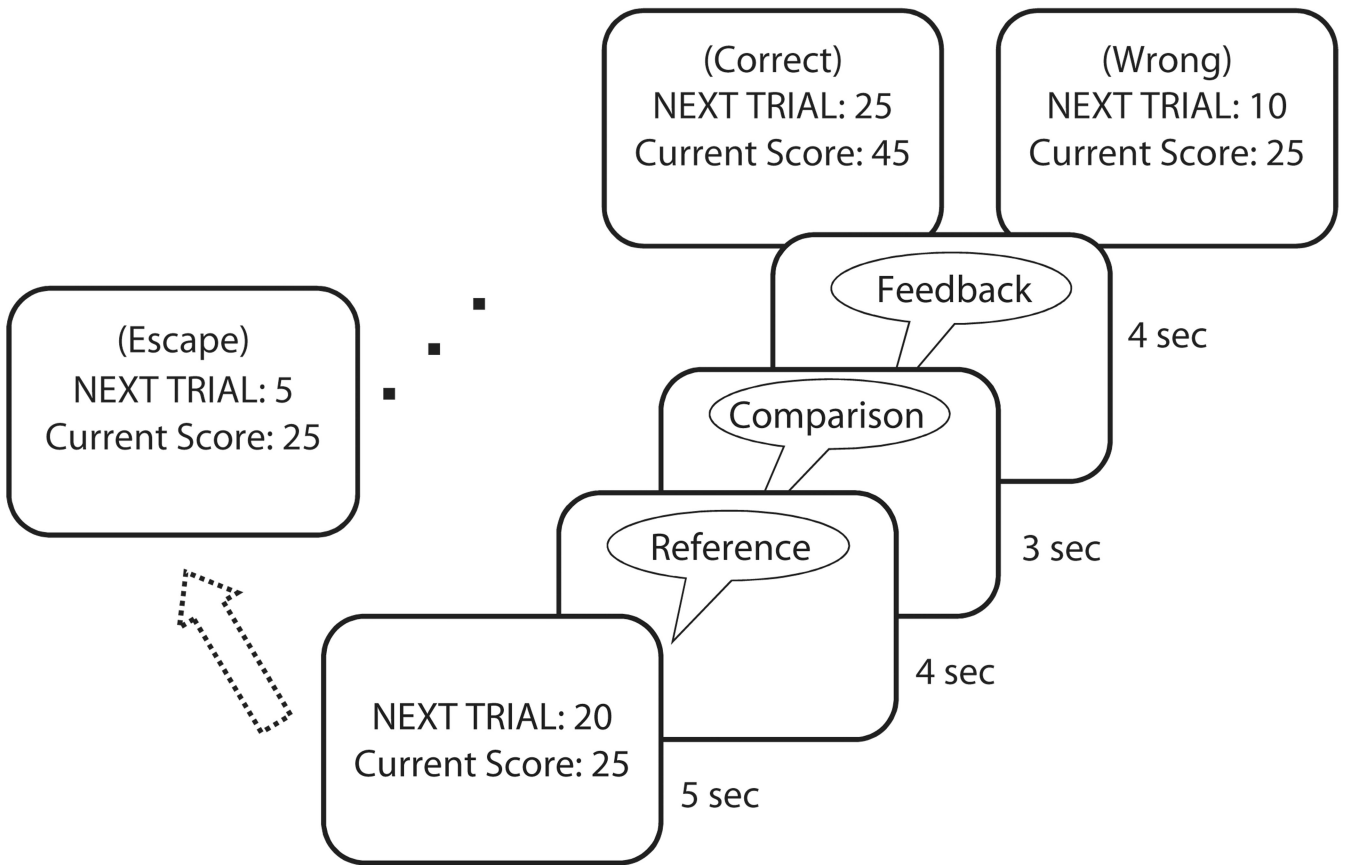 (Correct)
NEXT TRIAL: 25
Current Score: 45
(Wrong)
NEXT TRIAL: 10
Current Score: 25
Feedback
4 sec
(Escape)
NEXT TRIAL: 5
Current Score: 25
Comparison
3 sec
Reference
4 sec
NEXT TRIAL: 20
Current Score: 25
5 sec